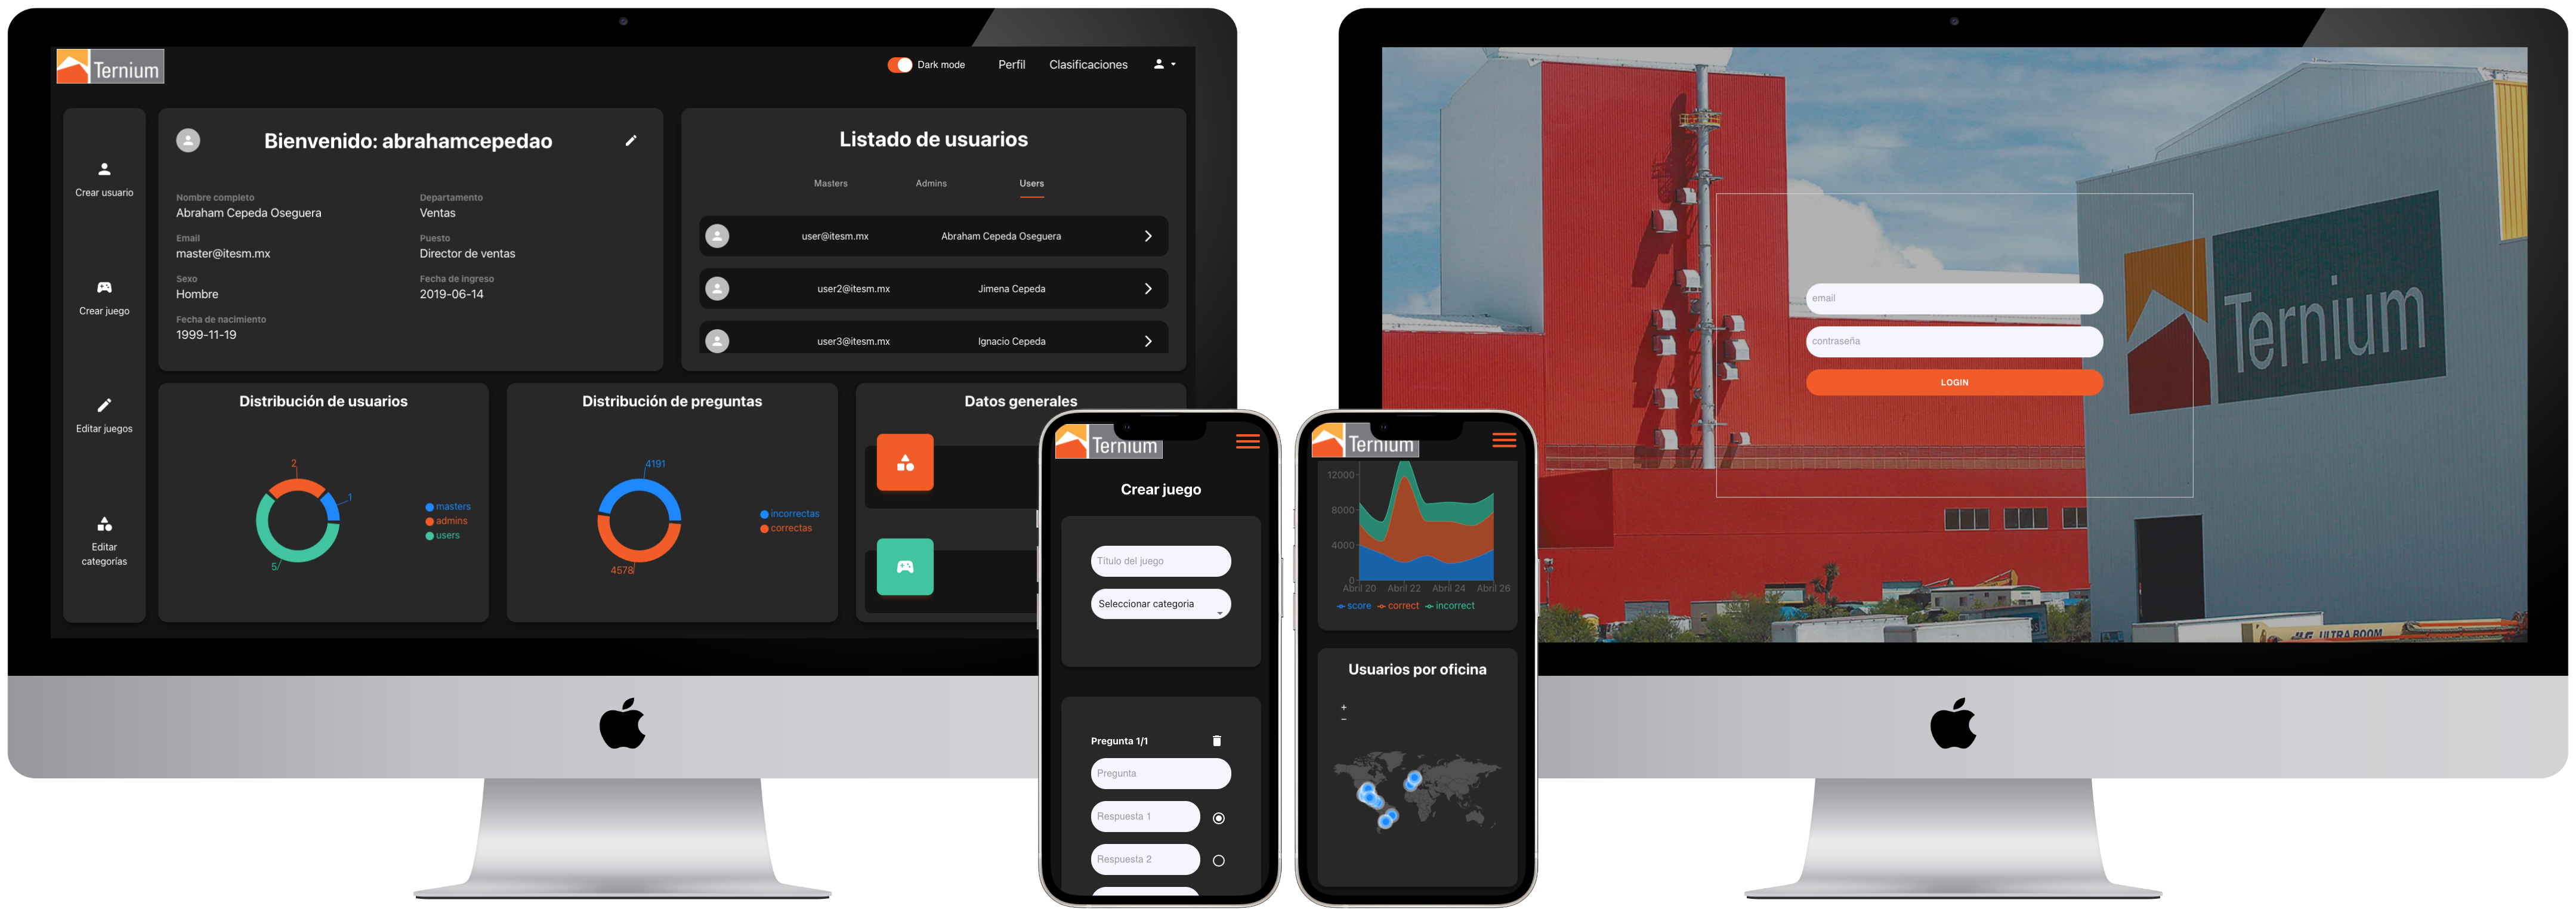 Ternium
Dark mode
Perfil
Clasificaciones
Crear usuario
Crear juego
Editar juegos
Editar
categorías
Bienvenido: abrahamcepedao
Nombre completo
Abraham Cepeda Oseguera
Email
master@itesm.mx
Sexo
Hombre
Fecha de nacimiento
1999-11-19
Departamento
Ventas
Puesto
Director de ventas
Fecha de ingreso
2019-06-14
Listado de usuarios
Masters
Admins
Users
user@itesm.mx
Abraham Cepeda Oseguera
user2@itesm.mx
Jimena Cepeda
user3@itesm.mx
Ignacio Cepeda
Distribución de usuarios
2
1
5
masters
admins
users
Distribución de preguntas
4191
4578
incorrectas
correctas
Datos generales
Ternium
Crear juego
Título del juego
Seleccionar categoria
Pregunta 1/1
Pregunta
Respuesta 1
Respuesta 2
Ternium
12000
8000
4000
0
Abril 20
Abril 22
Abril 24
Abril 26
score
correct
incorrect
Usuarios por oficina
+
−
email
contraseña
LOGIN
Ternium
ULTRA BOOM